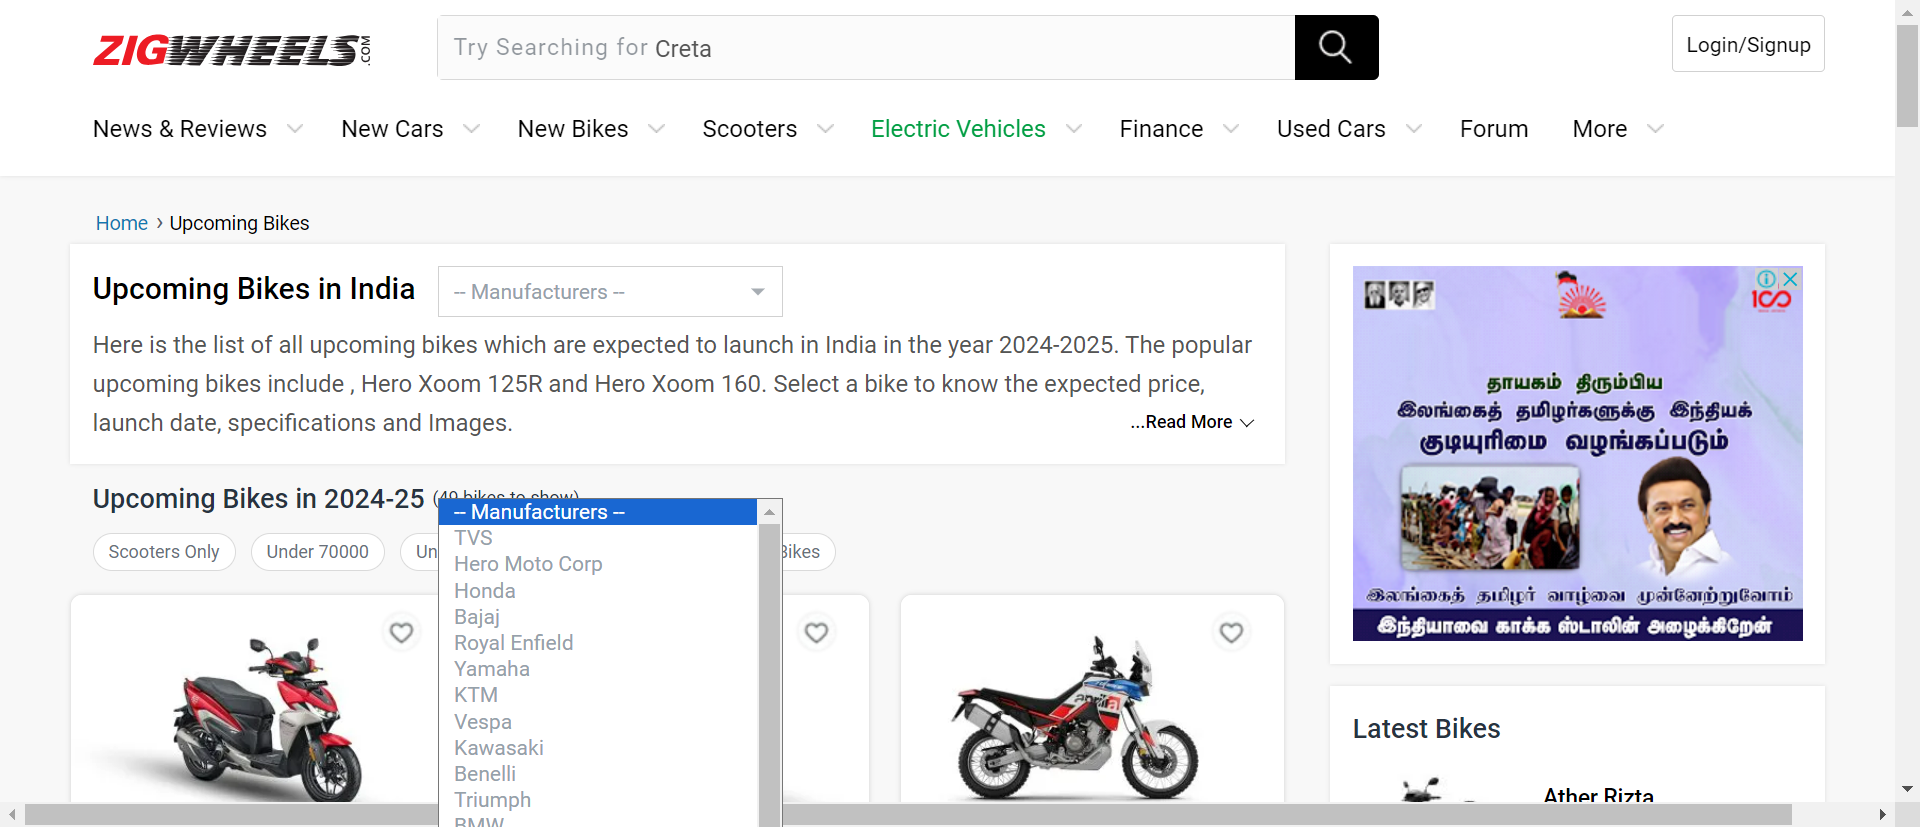 ZIGWHEELS.COM
Try Searching for Creta
Login/Signup
News & Reviews
New Cars
New Bikes
Scooters
Electric Vehicles
Finance
Used Cars
Forum
More
Home › Upcoming Bikes
Upcoming Bikes in India
-- Manufacturers --
Here is the list of all upcoming bikes which are expected to launch in India in the year 2024-2025. The popular
upcoming bikes include , Hero Xoom 125R and Hero Xoom 160. Select a bike to know the expected price,
launch date, specifications and Images.
...Read More
Upcoming Bikes in 2024-25 (49 bikes to show)
Scooters Only
Under 70000
Un
Bikes
-- Manufacturers --
TVS
Hero Moto Corp
Honda
Bajaj
Royal Enfield
Yamaha
KTM
Vespa
Kawasaki
Benelli
Triumph
BMW
aprilia
100
தாயகம் திரும்பிய
இலங்கைத் தமிழர்களுக்கு இந்தியக்
குடியுரிமை வழங்கப்படும்
இலங்கைத் தமிழர் வாழ்வை முன்னேற்றுவோம்
இந்தியாவை காக்க ஸ்டாலின் அழைக்கிறேன்
Latest Bikes
Ather Rizta